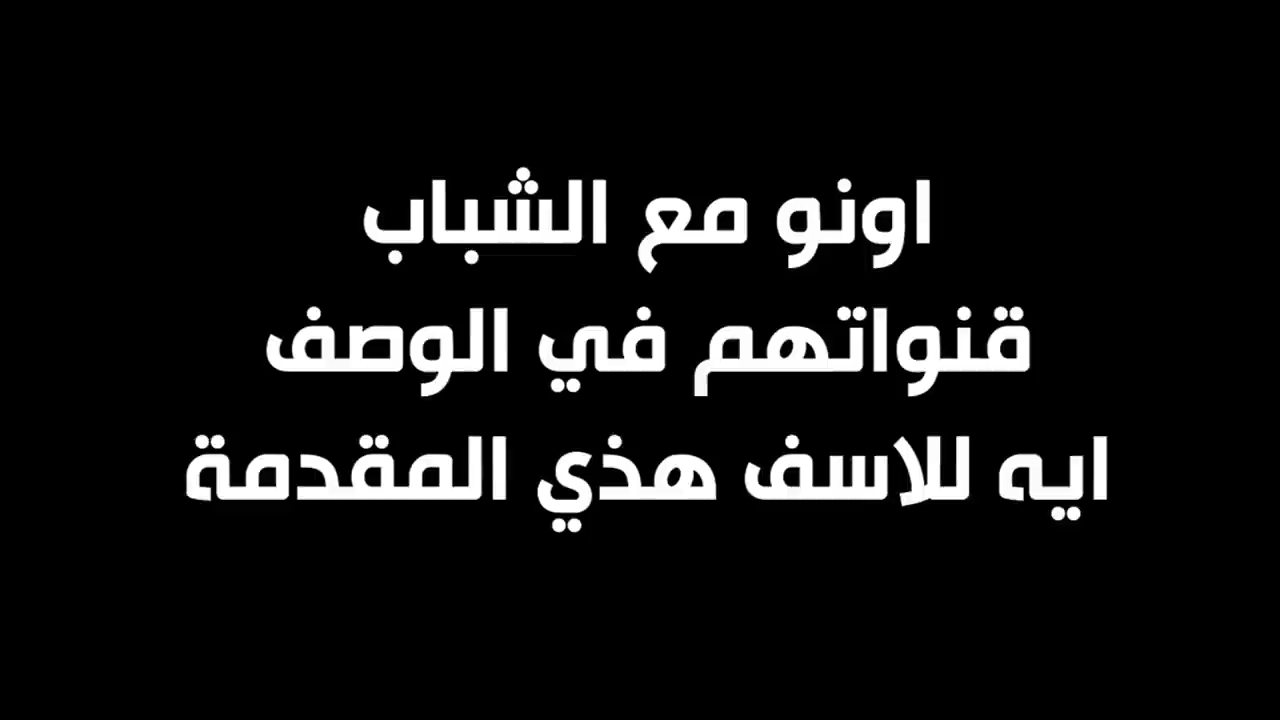 اونو مع الشباب
قنواتهم في الوصف
ايه للاسف هذي المقدمة